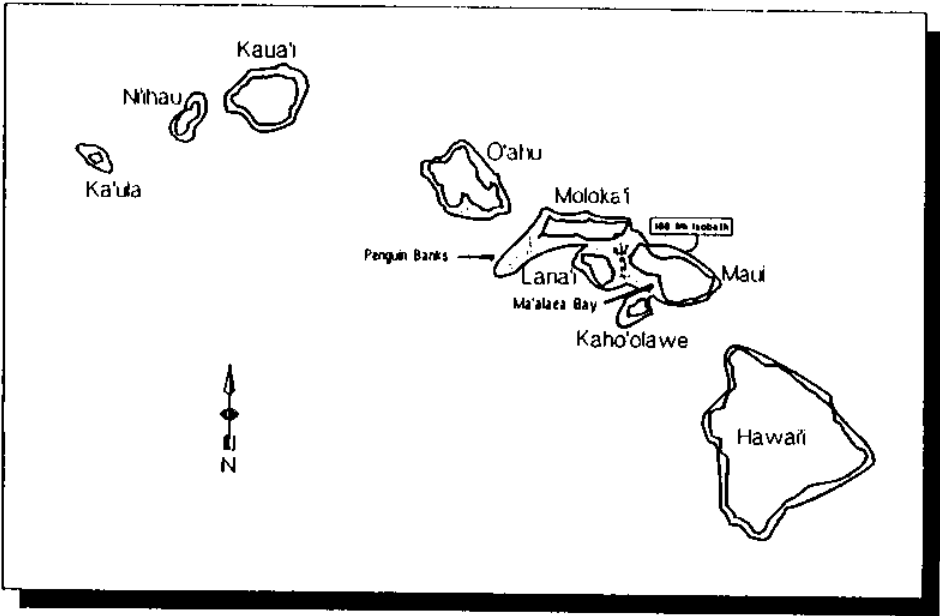 Kaua'i
Ni'ihau
Ka'ula
O'ahu
Moloka'i
100 fm Isobath
Penguin Banks
Lana'i
Maui
Ma'alaea Bay
Kaho'olawe
Hawai'i
N